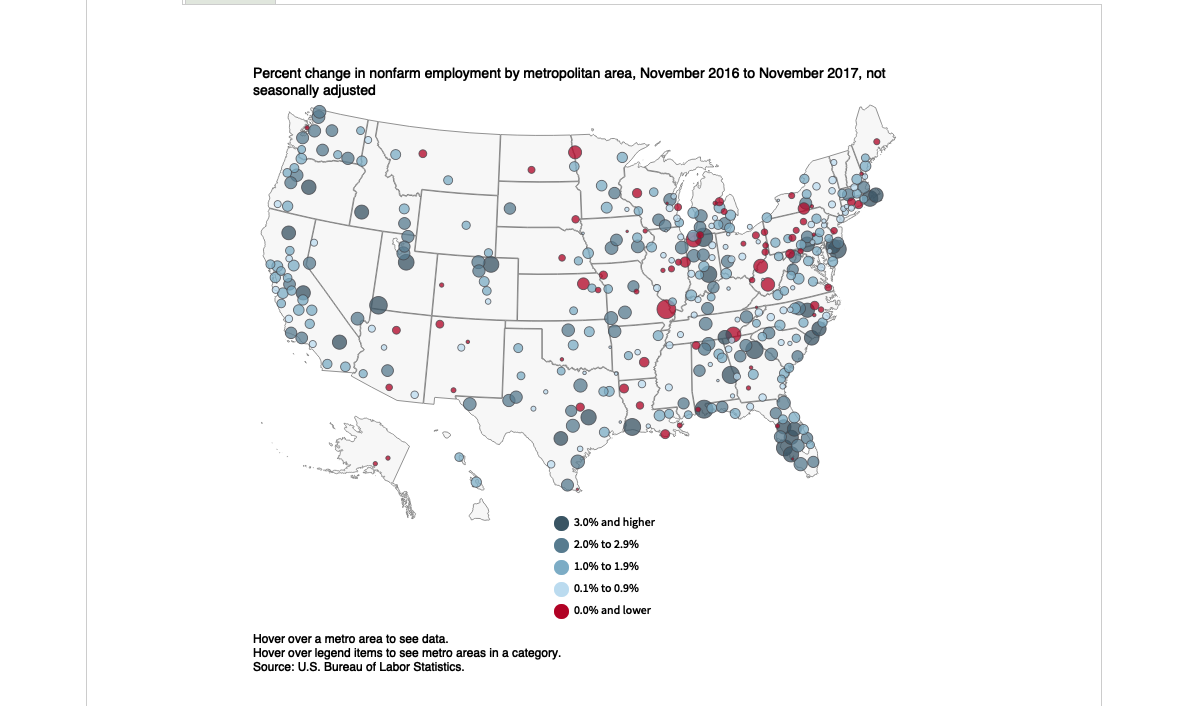 Percent change in nonfarm employment by metropolitan area, November 2016 to November 2017, not
seasonally adjusted
3.0% and higher
2.0% to 2.9%
1.0% to 1.9%
0.1% to 0.9%
0.0% and lower
Hover over a metro area to see data.
Hover over legend items to see metro areas in a category.
Source: U.S. Bureau of Labor Statistics.